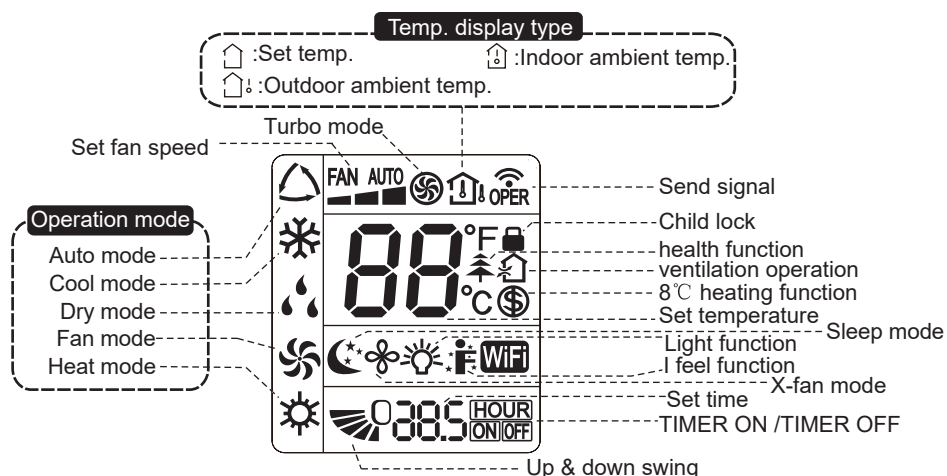 Temp. display type
:Set temp.
:Indoor ambient temp.
:Outdoor ambient temp.
Turbo mode
Set fan speed
FAN AUTO
OPER
Send signal
Operation mode
Child lock
Auto mode
°F
health function
Cool mode
88
ventilation operation
Dry mode
°C
8℃ heating function
Set temperature
Fan mode
Sleep mode
Light function
WiFi
Heat mode
I feel function
X-fan mode
Set time
088.5
HOUR
ON OFF
TIMER ON /TIMER OFF
Up & down swing